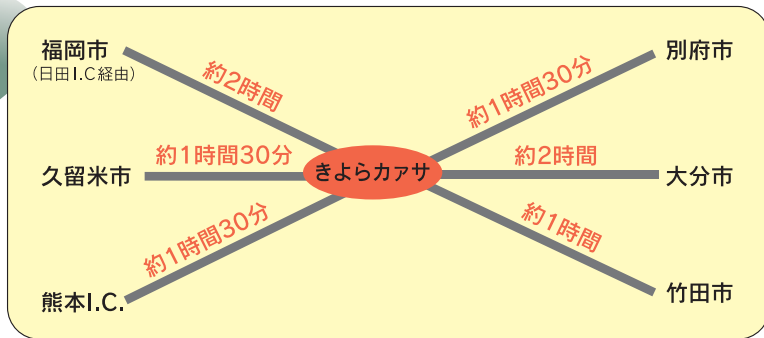 福岡市
(日田I.C経由)
約2時間
別府市
約1時間30分
久留米市
約1時間30分
きよらカァサ
約2時間
大分市
熊本I.C.
約1時間30分
約1時間
竹田市